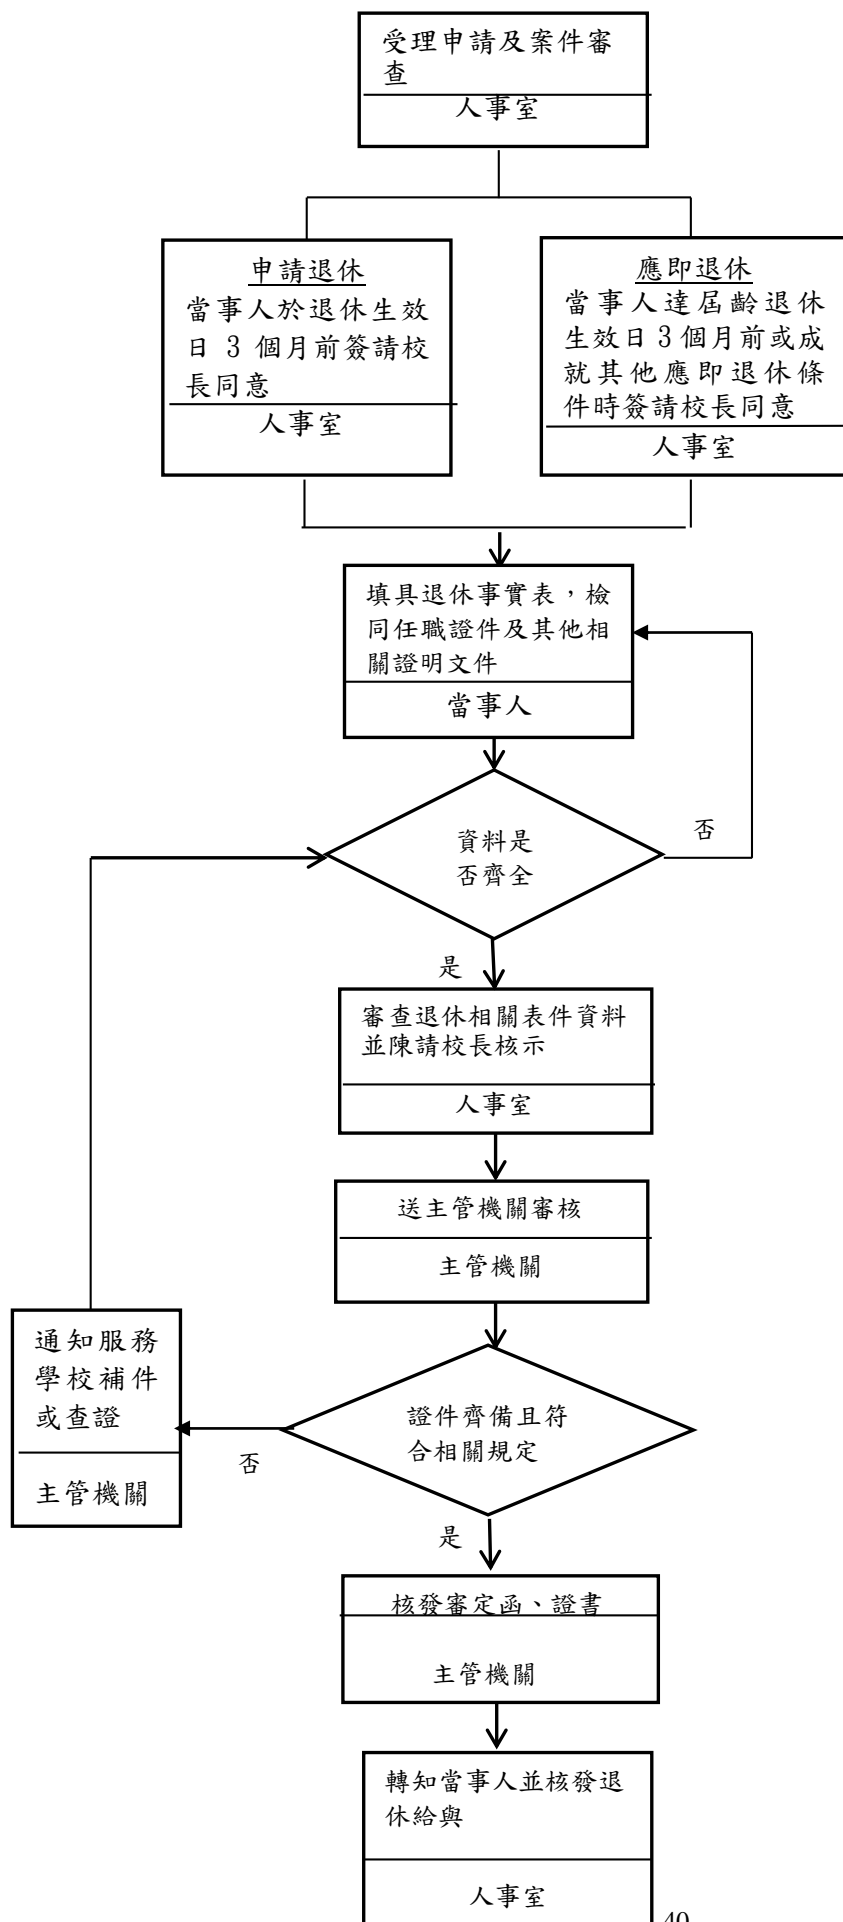 受理申請及案件審
查
人事室
申請退休
當事人於退休生效
日 3 個月前簽請校
長同意
人事室
應即退休
當事人達屆齡退休
生效日 3 個月前或成
就其他應即退休條
件時簽請校長同意
人事室
填具退休事實表，檢
同任職證件及其他相
關證明文件
當事人
資料是
否齊全
否
是
審查退休相關表件資料
並陳請校長核示
人事室
送主管機關審核
主管機關
通知服務
學校補件
或查證
主管機關
否
證件齊備且符
合相關規定
是
核發審定函、證書
主管機關
轉知當事人並核發退
休給與
人事室
40